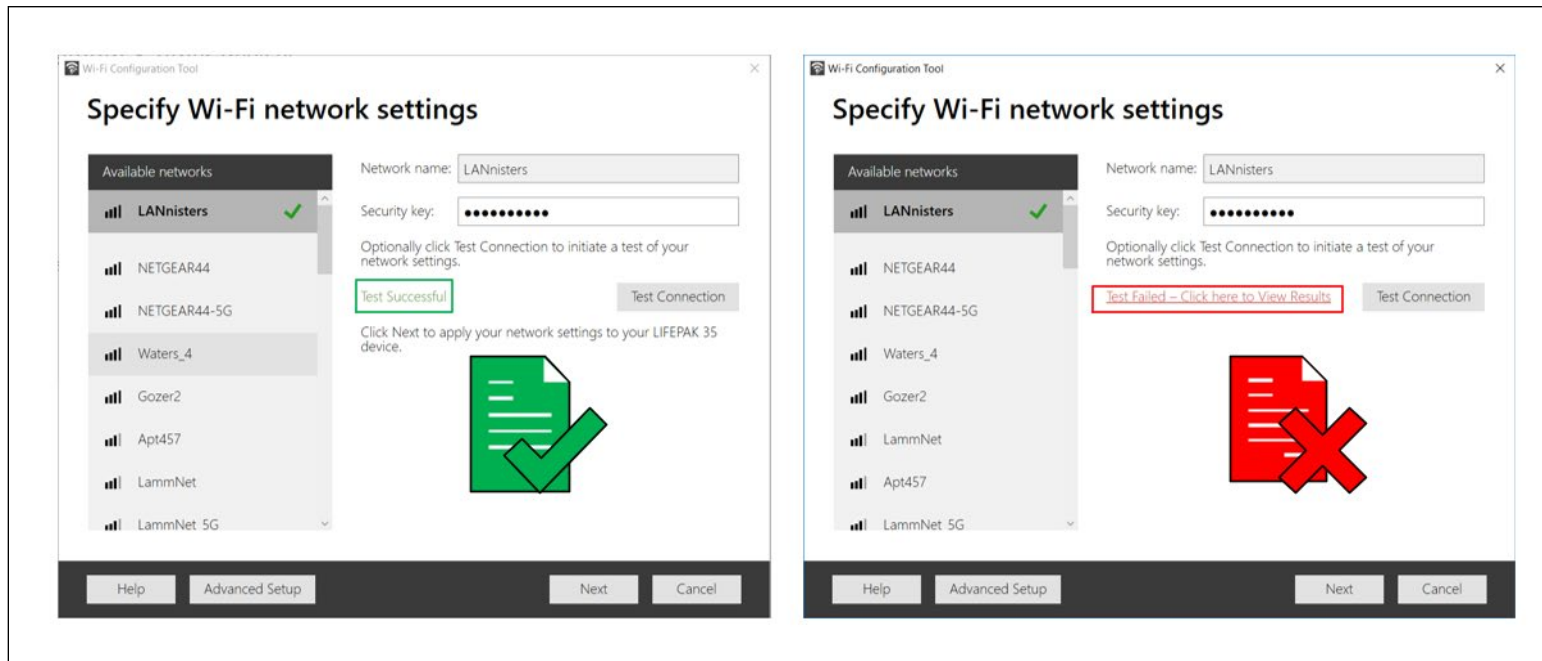 Wi-Fi Configuration Tool
Specify Wi-Fi network settings
Available networks
LANnisters
NETGEAR44
NETGEAR44-5G
Waters_4
Gozer2
Apt457
LammNet
LammNet 5G
Network name: LANnisters
Security key: ●●●●●●●●●●
Optionally click Test Connection to initiate a test of your
network settings.
Test Successful
Test Connection
Click Next to apply your network settings to your LIFEPAK 35
device.
Help
Advanced Setup
Next
Cancel
Wi-Fi Configuration Tool
Specify Wi-Fi network settings
Available networks
LANnisters
NETGEAR44
NETGEAR44-5G
Waters_4
Gozer2
LammNet
Apt457
LammNet 5G
Network name: LANnisters
Security key: ●●●●●●●●●●
Optionally click Test Connection to initiate a test of your
network settings.
Test Failed – Click here to View Results
Test Connection
Help
Advanced Setup
Next
Cancel